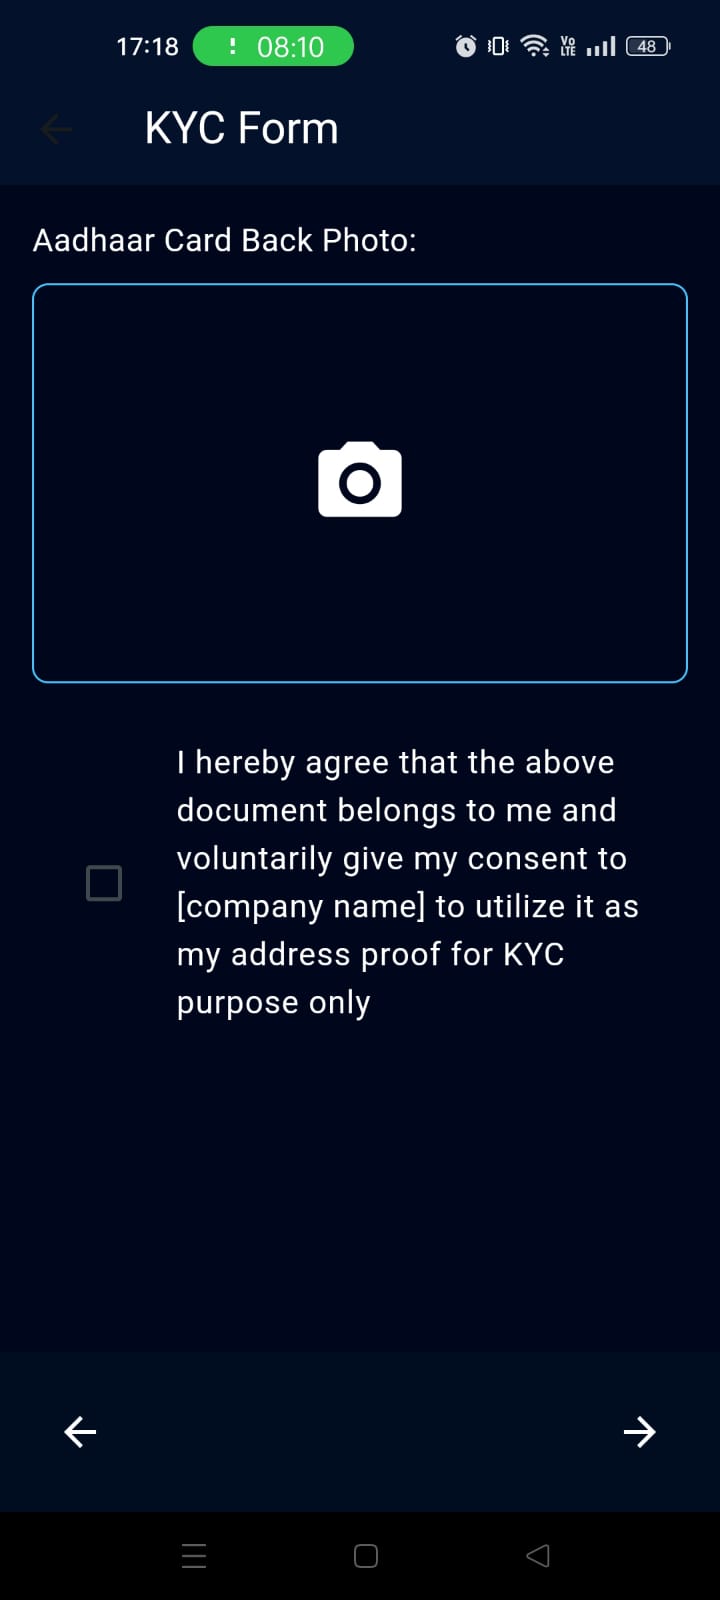 17:18 ! 08:10 Vo LTE 48
KYC Form
Aadhaar Card Back Photo:
I hereby agree that the above
document belongs to me and
voluntarily give my consent to
[company name] to utilize it as
my address proof for KYC
purpose only